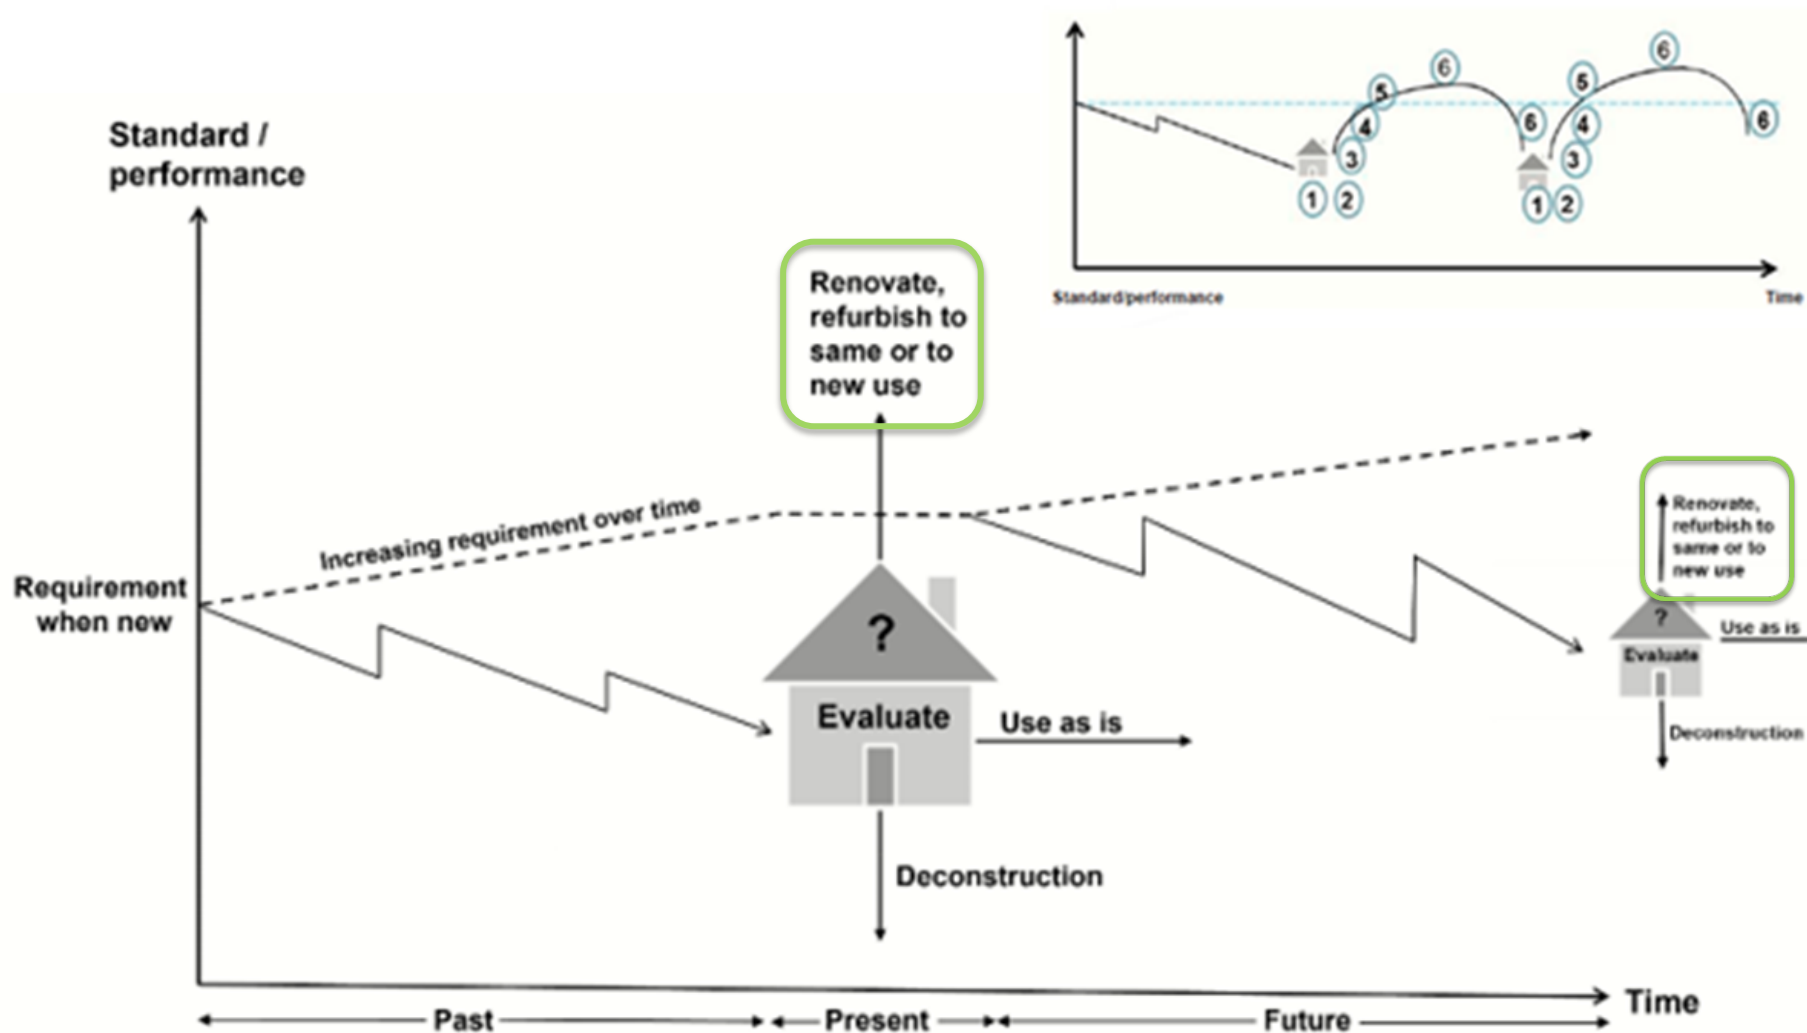 Standard /
performance
Renovate,
refurbish to
same or to
new use
Increasing requirement over time
Requirement
when new
?
Evaluate
Use as is
Deconstruction
Past
Present
Future
Time
6
5
4
3
1
2
6
6
5
4
3
1
2
6
Standard/performance
Time
Renovate,
refurbish to
same or to
new use
?
Evaluate
Use as is
Deconstruction